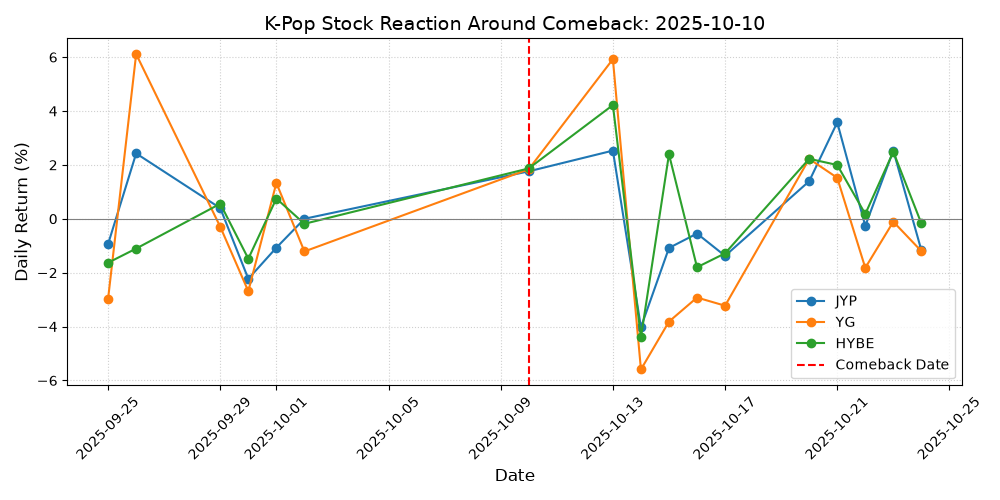 K-Pop Stock Reaction Around Comeback: 2025-10-10
Daily Return (%)
6
4
2
0
−2
−4
−6
JYP
YG
HYBE
Comeback Date
2025-09-25
2025-09-29
2025-10-01
2025-10-05
2025-10-09
2025-10-13
2025-10-17
2025-10-21
2025-10-25
Date